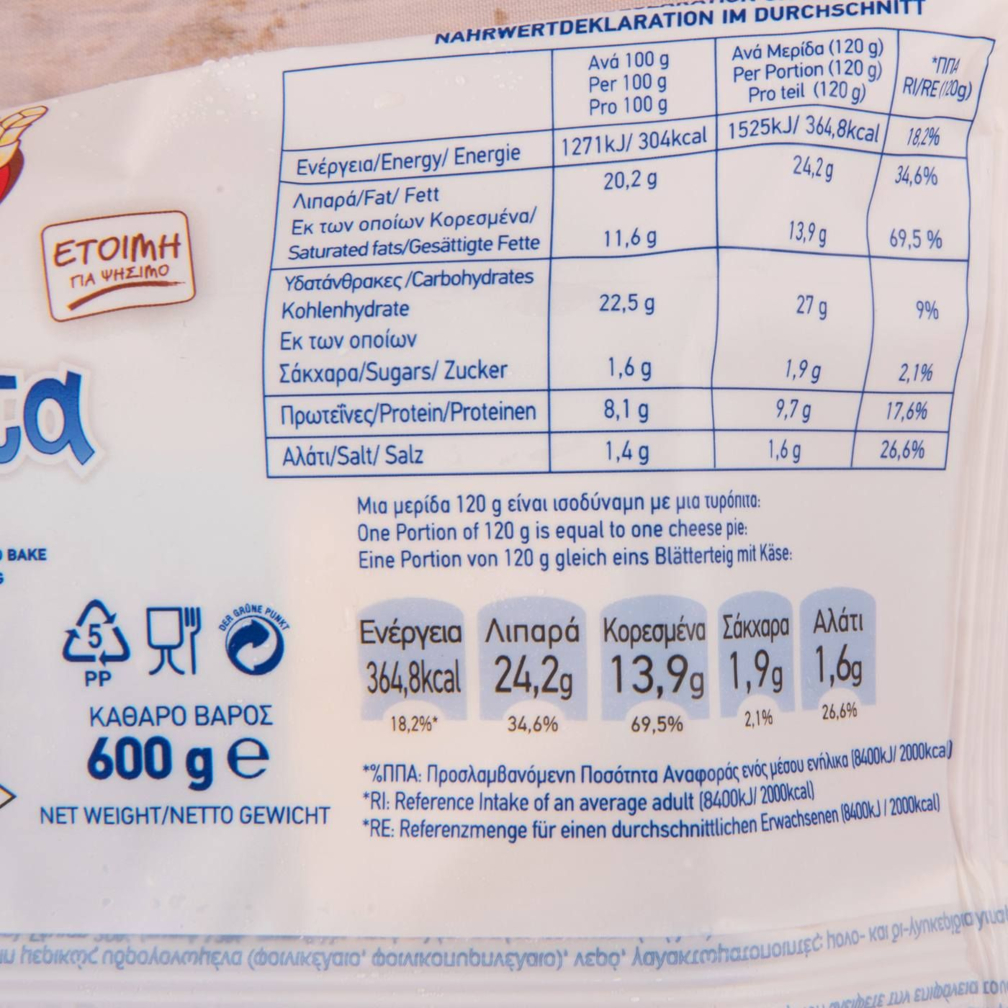 NÄHRWERTDEKLARATION IM DURCHSCHNITT
Ανά 100 g
Per 100 g
Pro 100 g
Ανά Μερίδα (120 g)
Per Portion (120 g)
Pro teil (120 g)
*ΠΠΑ
RI/RE (120g)
Ενέργεια/Energy/ Energie 1271kJ/ 304kcal 1525kJ/ 364,8kcal 18,2%
Λιπαρά/Fat/ Fett 20,2 g 24,2 g 34,6%
Εκ των οποίων Κορεσμένα/
Saturated fats/Gesättigte Fette 11,6 g 13,9 g 69,5 %
Υδατάνθρακες /Carbohydrates
Kohlenhydrate 22,5 g 27 g 9%
Εκ των οποίων
Σάκχαρα/Sugars/ Zucker 1,6 g 1,9 g 2,1%
Πρωτεΐνες/Protein/Proteinen 8,1 g 9,7 g 17,6%
Αλάτι/Salt/ Salz 1,4 g 1,6 g 26,6%
ΕΤΟΙΜΗ
ΓΙΑ ΨΗΣΙΜΟ
τα
BAKE
Μια μερίδα 120 g είναι ισοδύναμη με μια τυρόπιτα:
One Portion of 120 g is equal to one cheese pie:
Eine Portion von 120 g gleich eins Blätterteig mit Käse:
5
PP
DER GRÜNE PUNKT
ΚΑΘΑΡΟ ΒΑΡΟΣ
600 g e
NET WEIGHT/NETTO GEWICHT
Ενέργεια Λιπαρά Κορεσμένα Σάκχαρα Αλάτι
364,8kcal 24,2g 13,9g 1,9g 1,6g
18,2%* 34,6% 69,5% 2,1% 26,6%
*%ΠΠΑ: Προσλαμβανόμενη Ποσότητα Αναφοράς ενός μέσου ενήλικα (8400kJ/ 2000kcal)
*RI: Reference Intake of an average adult (8400kJ/ 2000kcal)
*RE: Referenzmenge für einen durchschnittlichen Erwachsenen (8400kJ / 2000kcal)